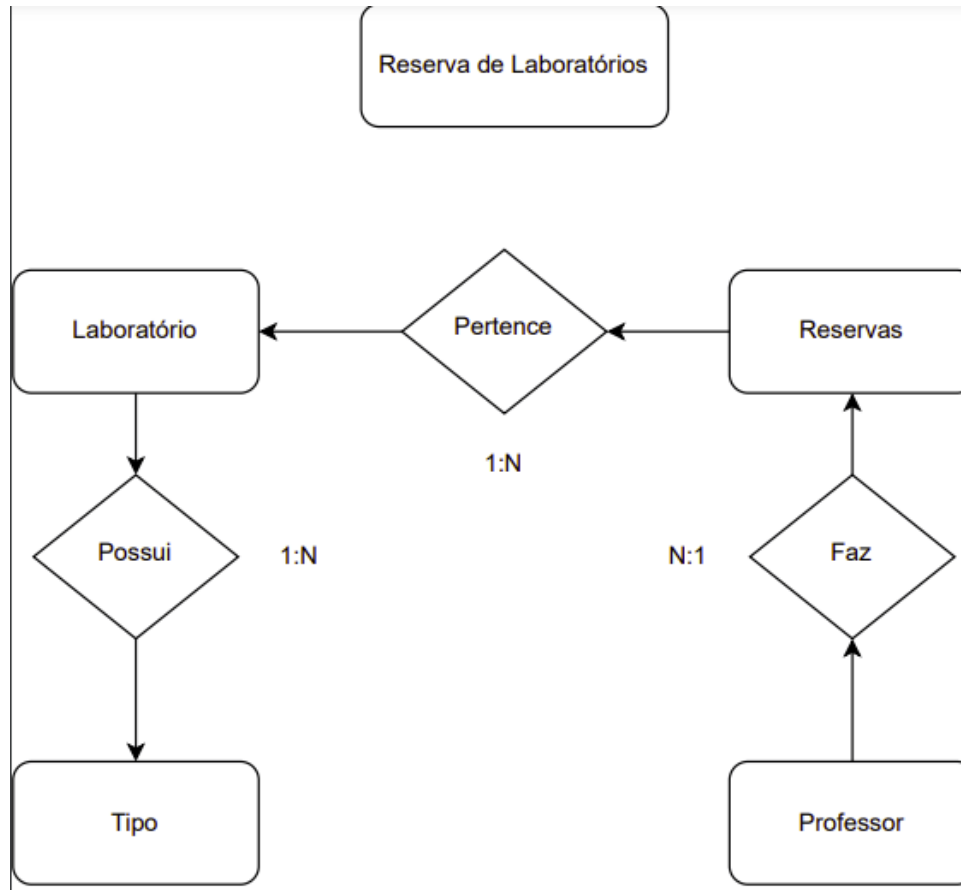 Reserva de Laboratórios
Laboratório
Pertence
Reservas
1:N
Possui
1:N
N:1
Faz
Tipo
Professor